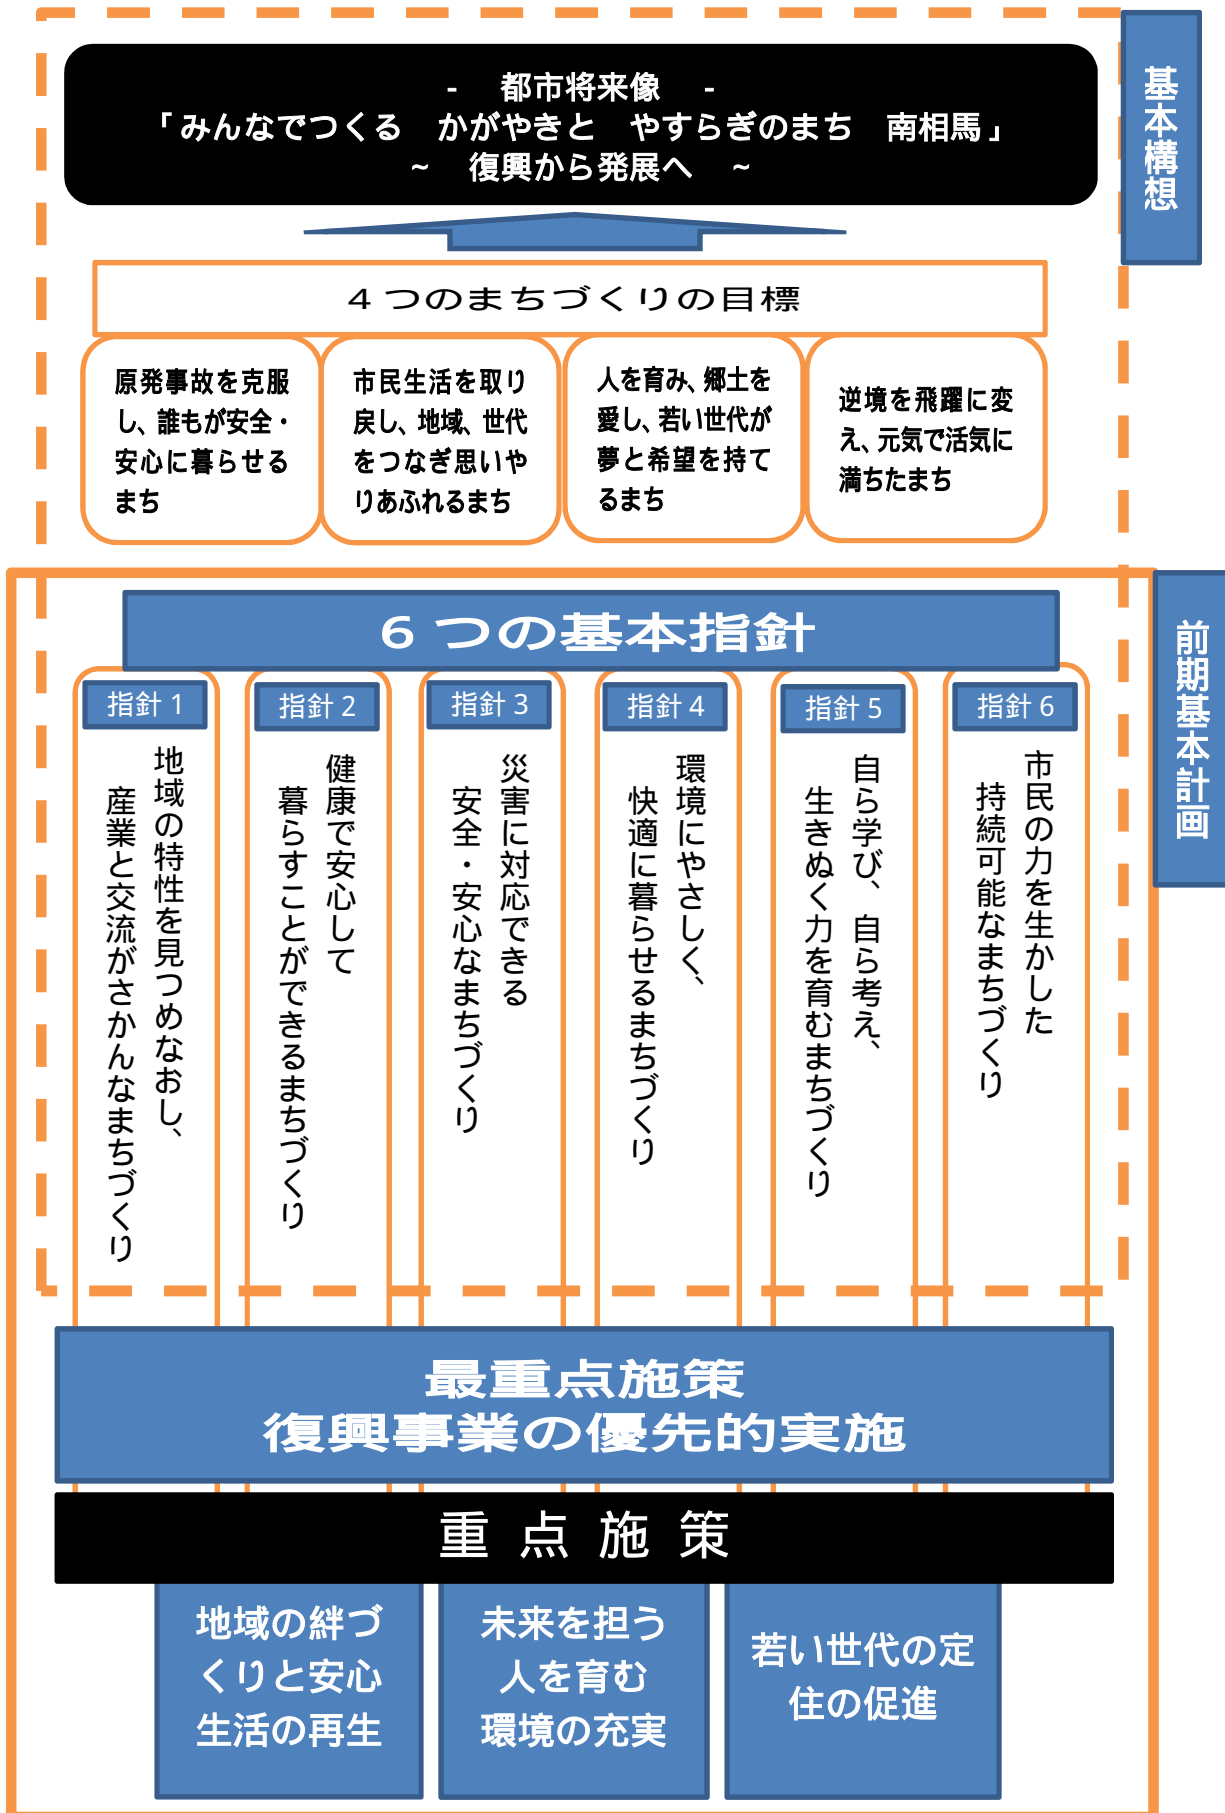 基本構想
- 都市将来像 -
「みんなでつくる かがやきと やすらぎのまち 南相馬」
~ 復興から発展へ ~
4つのまちづくりの目標
原発事故を克服
し、誰もが安全・
安心に暮らせる
まち
市民生活を取り
戻し、地域、世代
をつなぎ思いや
りあふれるまち
人を育み、郷土を
愛し、若い世代が
夢と希望を持て
るまち
逆境を飛躍に変
え、元気で活気に
満ちたまち
前期基本計画
6つの基本指針
指針1
地域の特性を見つめなおし、
産業と交流がさかんなまちづくり
指針2
健康で安心して
暮らすことができるまちづくり
指針3
災害に対応できる
安全・安心なまちづくり
指針4
環境にやさしく、
快適に暮らせるまちづくり
指針5
自ら学び、自ら考え、
生きぬく力を育むまちづくり
指針6
市民の力を生かした
持続可能なまちづくり
最重点施策
復興事業の優先的実施
重点施策
地域の絆づ
くりと安心
生活の再生
未来を担う
人を育む
環境の充実
若い世代の定
住の促進